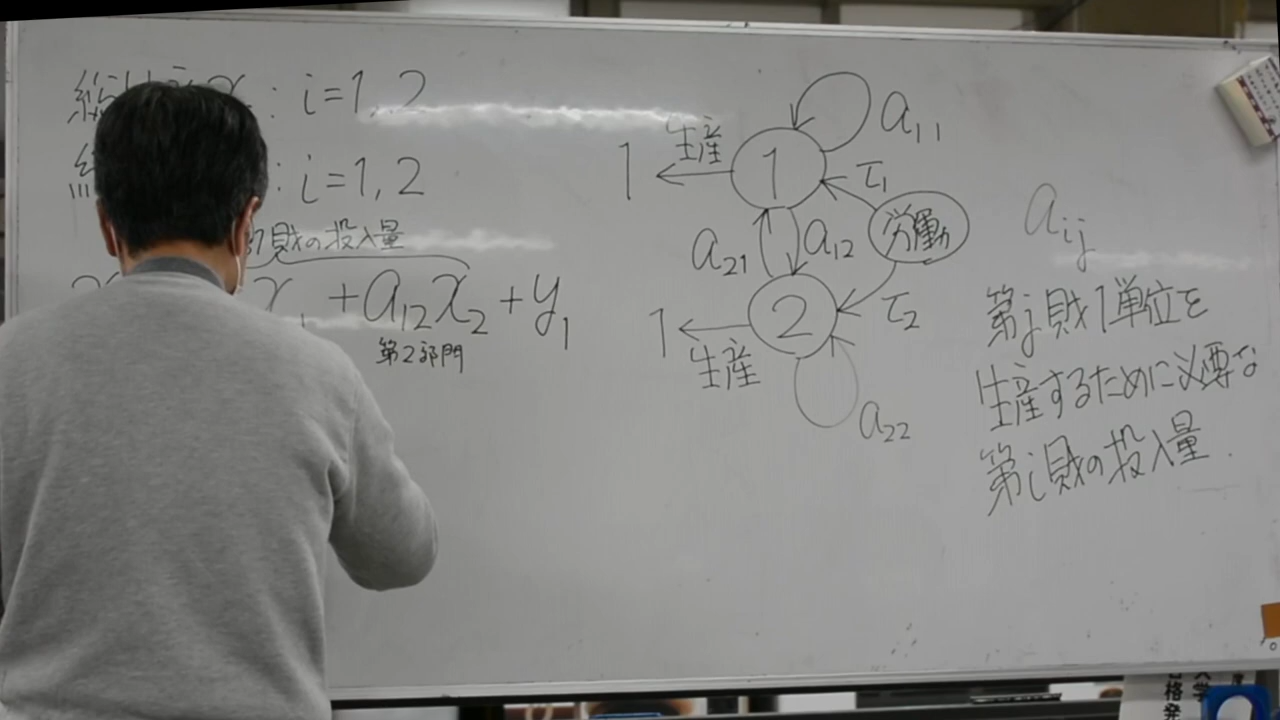 : i=1,2
: i=1,2
財の投入量
+a₁₂x₂+y₁
第2部門
1 ← 生産 1 a₁₁
τ₁
労働
a₂₁ a₁₂
1 ← 生産 2 τ₂
a₂₂
aᵢⱼ
第j財1単位を
生産するために必要な
第i財の投入量.